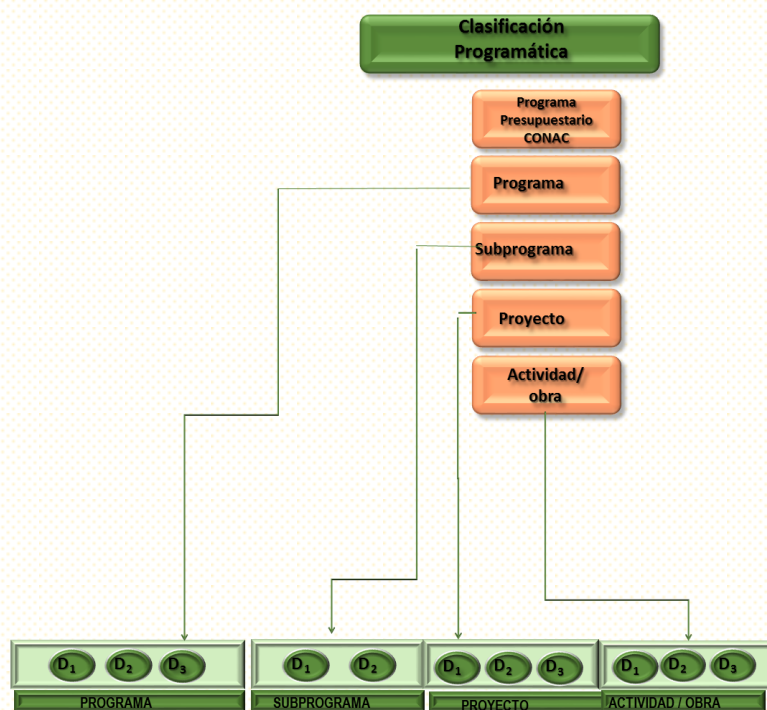 Clasificación
Programática
Programa
Presupuestario
CONAC
Programa
Subprograma
Proyecto
Actividad/
obra
D₁ D₂ D₃ D₁ D₂ D₁ D₂ D₃ D₁ D₂ D₃
PROGRAMA SUBPROGRAMA PROYECTO ACTIVIDAD / OBRA